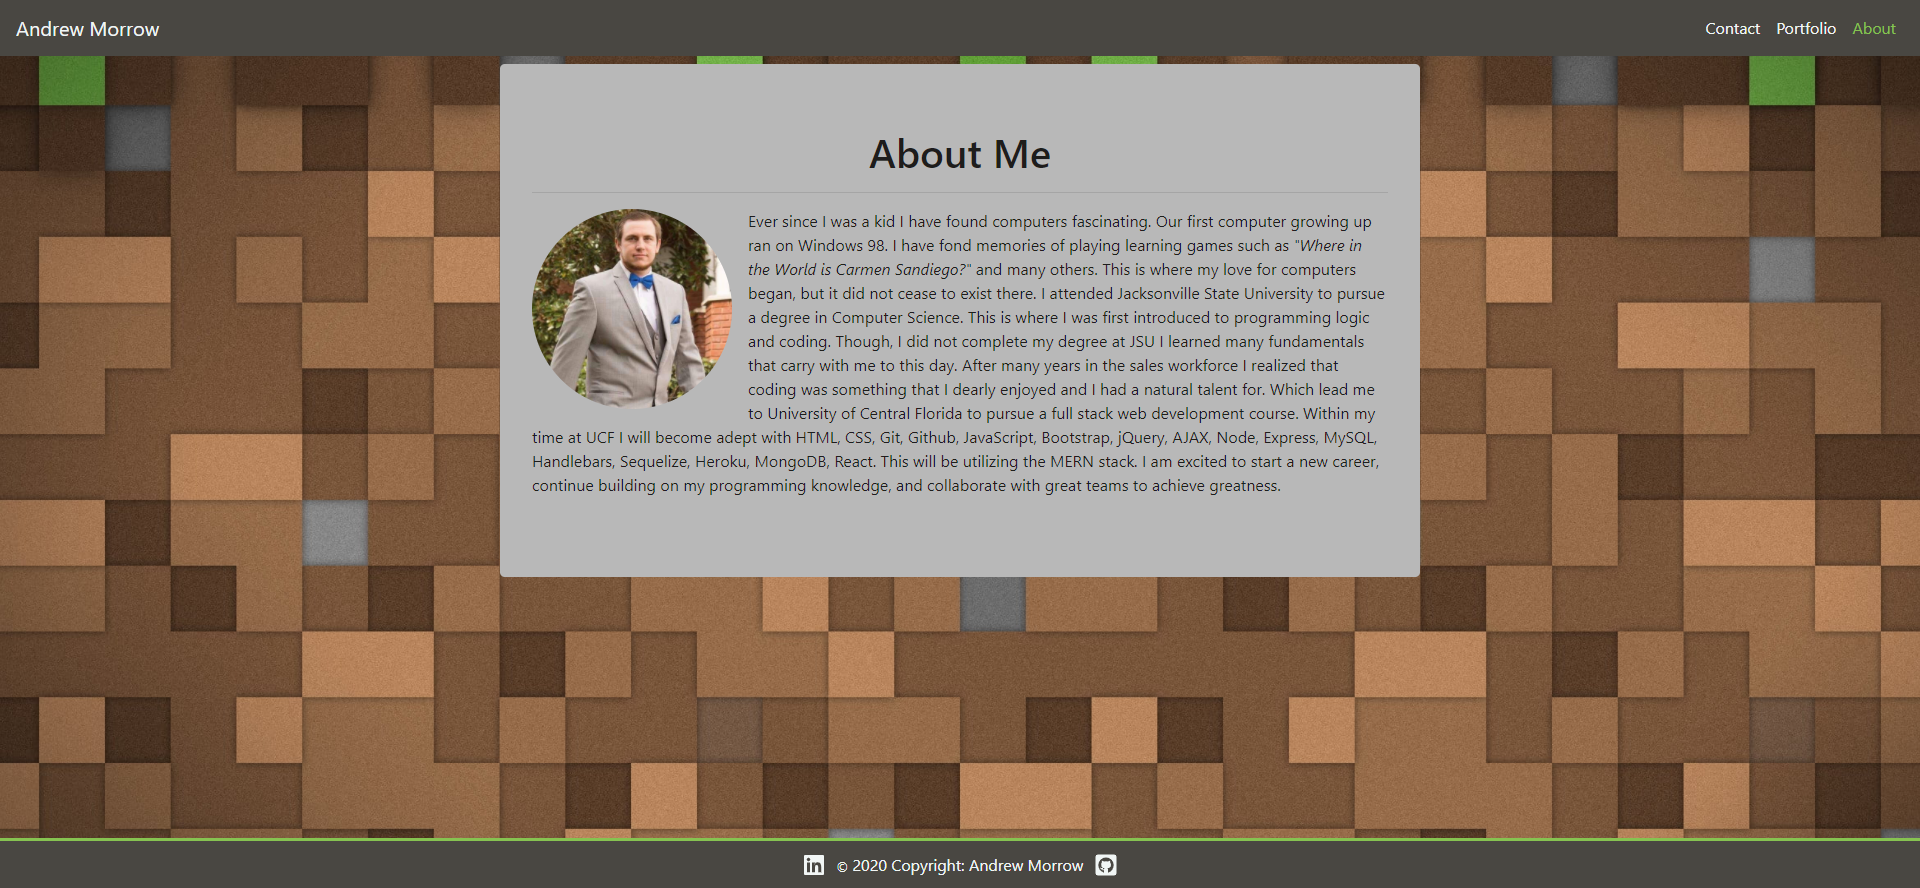 Andrew Morrow
Contact Portfolio About
About Me
Ever since I was a kid I have found computers fascinating. Our first computer growing up
ran on Windows 98. I have fond memories of playing learning games such as "Where in
the World is Carmen Sandiego?" and many others. This is where my love for computers
began, but it did not cease to exist there. I attended Jacksonville State University to pursue
a degree in Computer Science. This is where I was first introduced to programming logic
and coding. Though, I did not complete my degree at JSU I learned many fundamentals
that carry with me to this day. After many years in the sales workforce I realized that
coding was something that I dearly enjoyed and I had a natural talent for. Which lead me
to University of Central Florida to pursue a full stack web development course. Within my
time at UCF I will become adept with HTML, CSS, Git, Github, JavaScript, Bootstrap, jQuery, AJAX, Node, Express, MySQL,
Handlebars, Sequelize, Heroku, MongoDB, React. This will be utilizing the MERN stack. I am excited to start a new career,
continue building on my programming knowledge, and collaborate with great teams to achieve greatness.
in © 2020 Copyright: Andrew Morrow